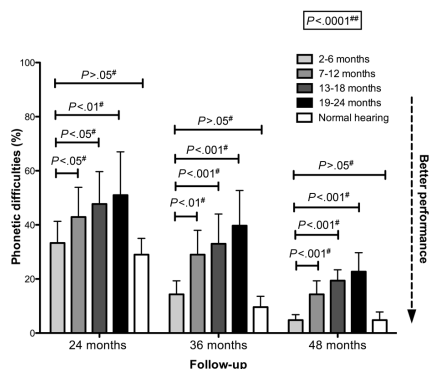 P<.0001##
2-6 months
7-12 months
13-18 months
19-24 months
Normal hearing
P>.05#
P<.01#
P<.05#
P<.05#
P>.05#
P<.001#
P<.001#
P<.01#
P>.05#
P<.001#
P<.001#
P<.001#
Phonetic difficulties (%)
100
80
60
40
20
0
24 months
36 months
48 months
Follow-up
Better performance